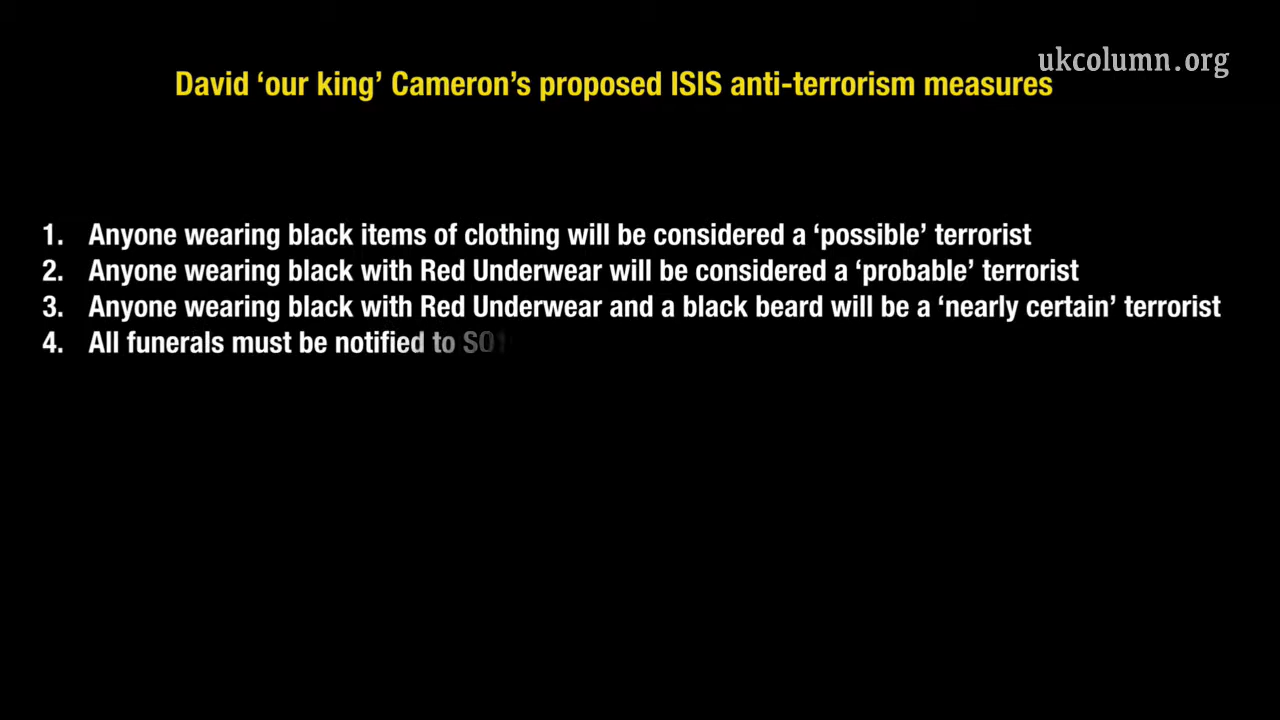 ukcolumn.org
David ‘our king’ Cameron’s proposed ISIS anti-terrorism measures
1. Anyone wearing black items of clothing will be considered a ‘possible’ terrorist
2. Anyone wearing black with Red Underwear will be considered a ‘probable’ terrorist
3. Anyone wearing black with Red Underwear and a black beard will be a ‘nearly certain’ terrorist
4. All funerals must be notified to